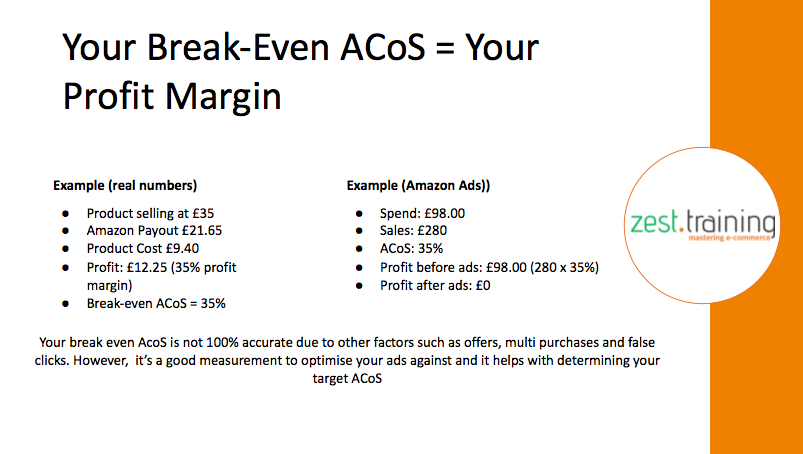 Your Break-Even ACoS = Your
Profit Margin
Example (real numbers)
● Product selling at £35
● Amazon Payout £21.65
● Product Cost £9.40
● Profit: £12.25 (35% profit
margin)
● Break-even ACoS = 35%
Example (Amazon Ads))
● Spend: £98.00
● Sales: £280
● ACoS: 35%
● Profit before ads: £98.00 (280 x 35%)
● Profit after ads: £0
zest.training
mastering e-commerce
Your break even AcoS is not 100% accurate due to other factors such as offers, multi purchases and false
clicks. However,  it's a good measurement to optimise your ads against and it helps with determining your
target ACoS